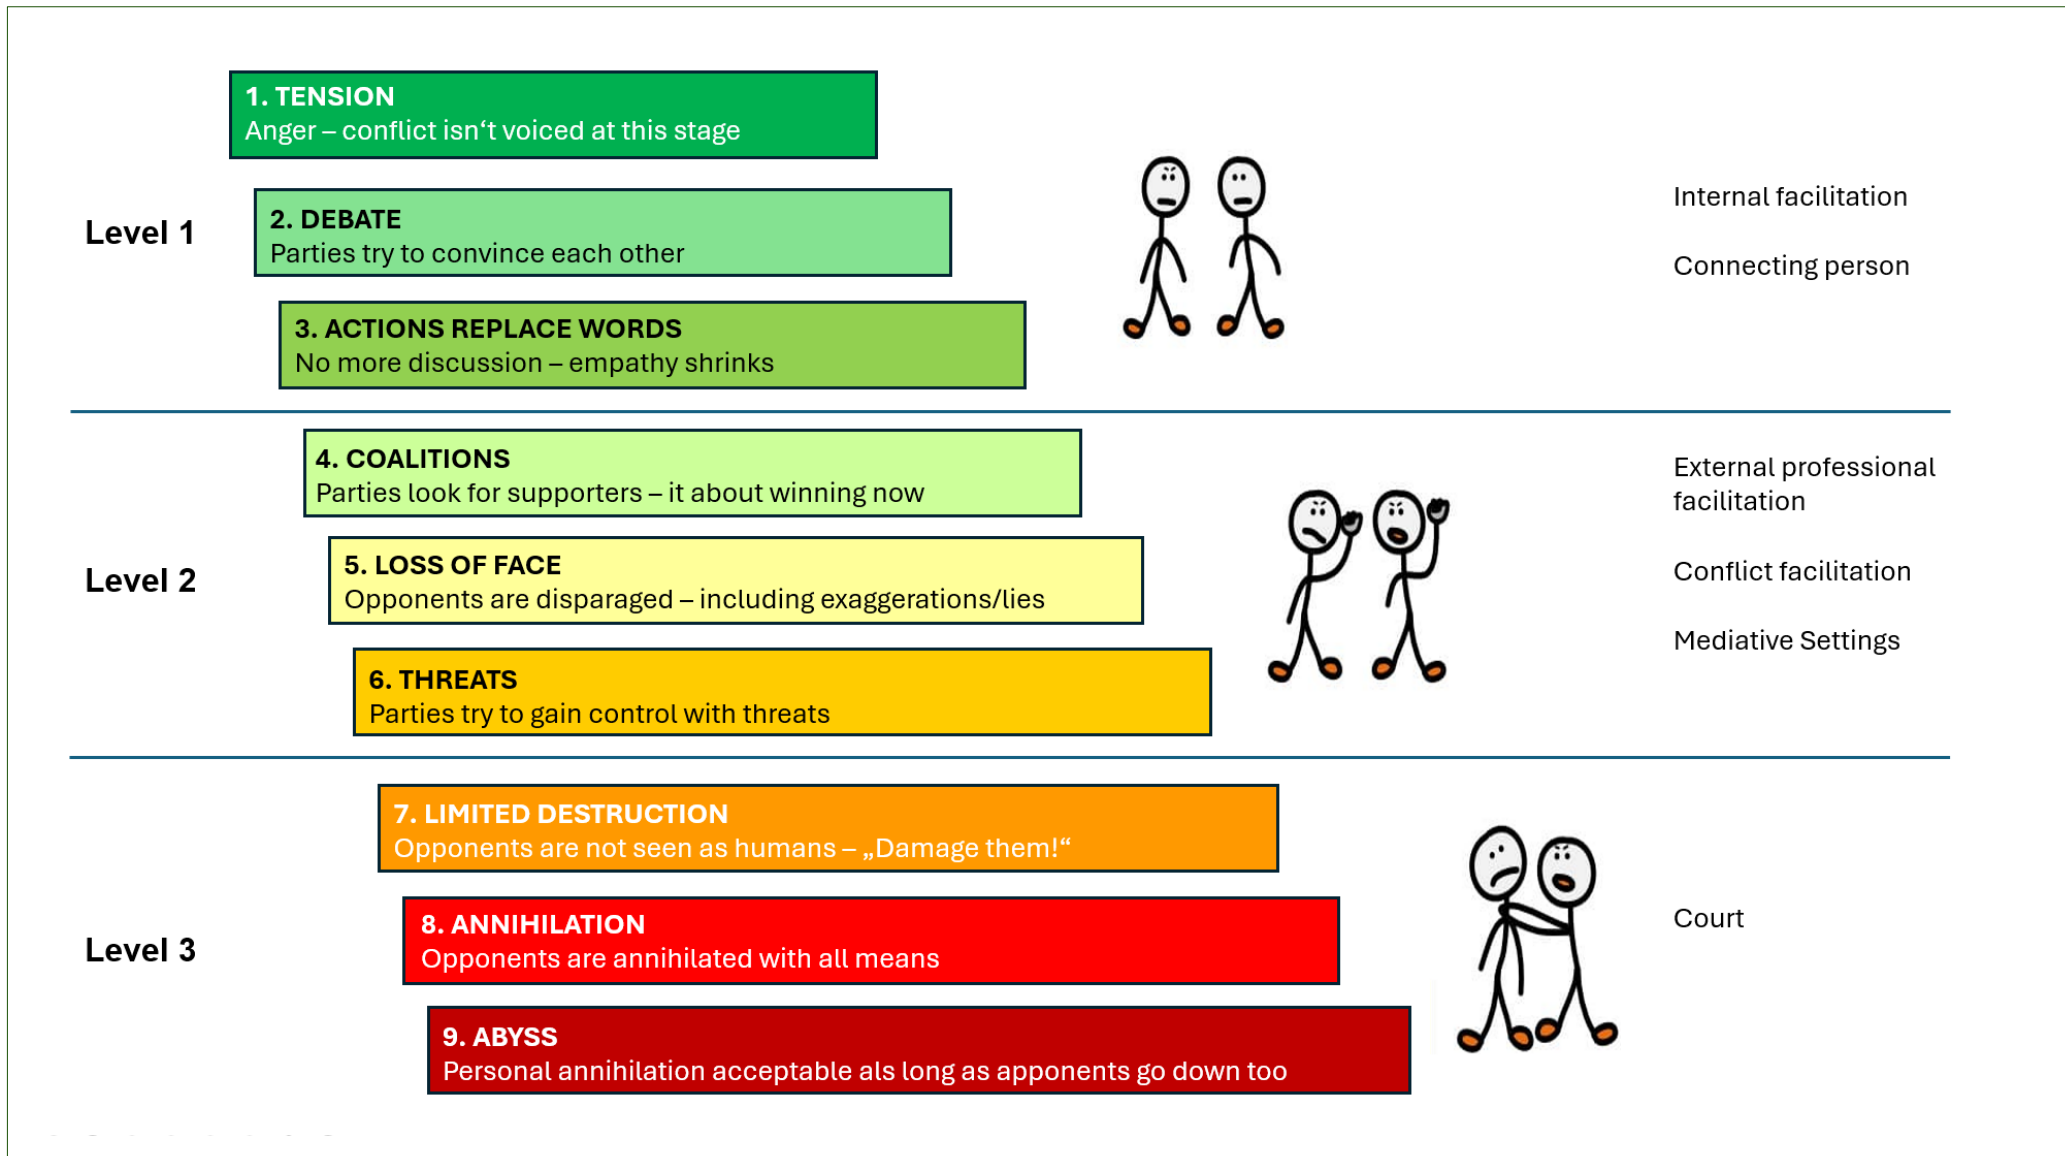 1. TENSION
Anger – conflict isn‘t voiced at this stage
Level 1
2. DEBATE
Parties try to convince each other
3. ACTIONS REPLACE WORDS
No more discussion – empathy shrinks
Internal facilitation
Connecting person
4. COALITIONS
Parties look for supporters – it about winning now
Level 2
5. LOSS OF FACE
Opponents are disparaged – including exaggerations/lies
6. THREATS
Parties try to gain control with threats
External professional
facilitation
Conflict facilitation
Mediative Settings
7. LIMITED DESTRUCTION
Opponents are not seen as humans – „Damage them!“
Level 3
8. ANNIHILATION
Opponents are annihilated with all means
9. ABYSS
Personal annihilation acceptable als long as apponents go down too
Court